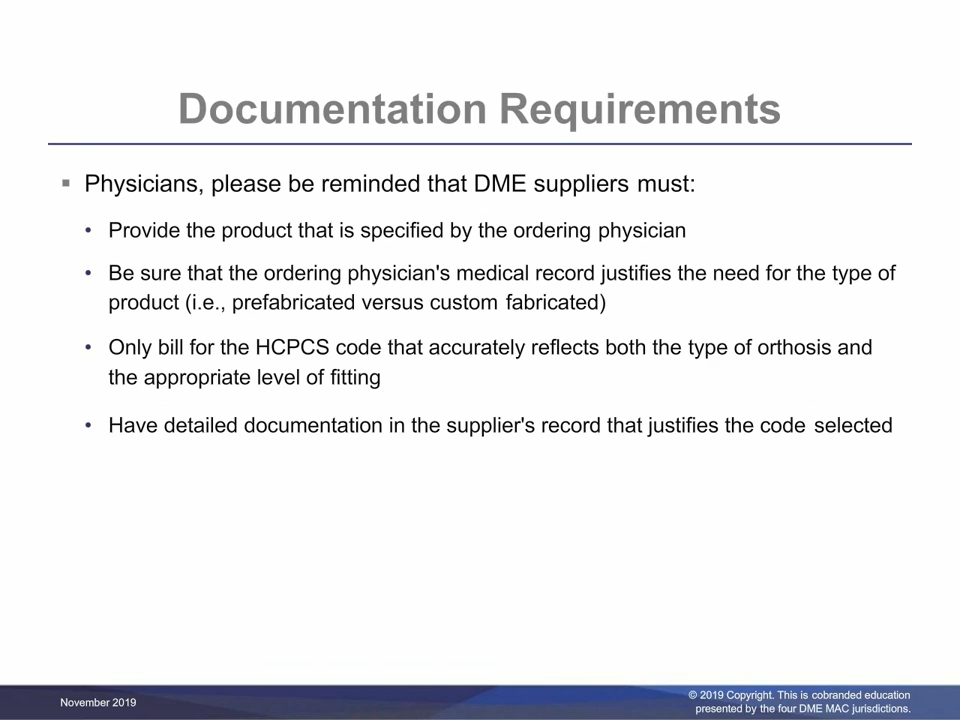 Documentation Requirements
▪ Physicians, please be reminded that DME suppliers must:
• Provide the product that is specified by the ordering physician
• Be sure that the ordering physician's medical record justifies the need for the type of
product (i.e., prefabricated versus custom fabricated)
• Only bill for the HCPCS code that accurately reflects both the type of orthosis and
the appropriate level of fitting
• Have detailed documentation in the supplier's record that justifies the code selected
November 2019
© 2019 Copyright. This is cobranded education
presented by the four DME MAC jurisdictions.